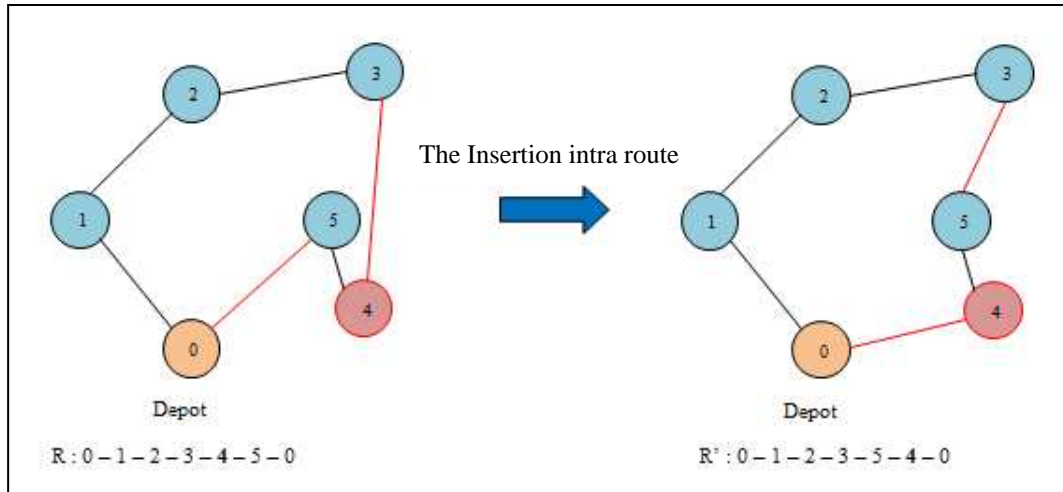 3
3
2
2
The Insertion intra route
1
5
1
5
4
4
0
0
Depot
Depot
R : 0 – 1 – 2 – 3 – 4 – 5 – 0
R’ : 0 – 1 – 2 – 3 – 5 – 4 – 0